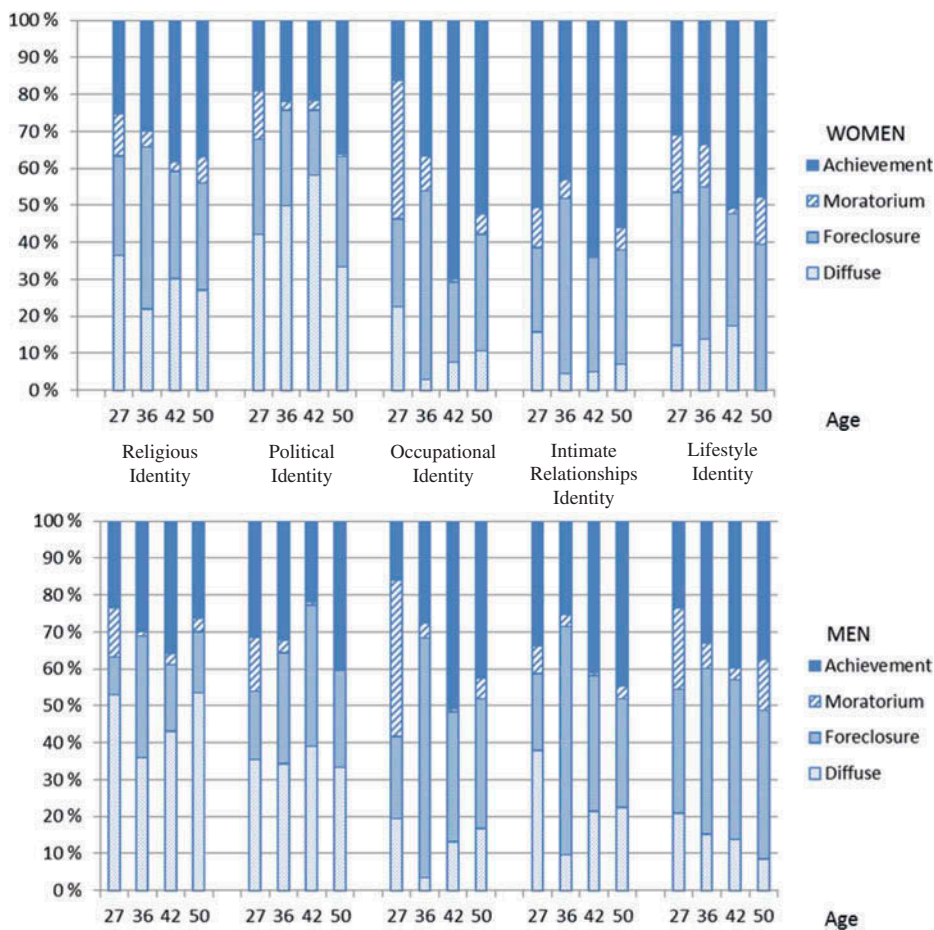 100 %
90 %
80 %
70 %
60 %
50 %
40 %
30 %
20 %
10 %
0 %
WOMEN
Achievement
Moratorium
Foreclosure
Diffuse
27 36 42 50 27 36 42 50 27 36 42 50 27 36 42 50 27 36 42 50 Age
Religious Identity
Political Identity
Occupational Identity
Intimate Relationships Identity
Lifestyle Identity
100 %
90 %
80 %
70 %
60 %
50 %
40 %
30 %
20 %
10 %
0 %
MEN
Achievement
Moratorium
Foreclosure
Diffuse
27 36 42 50 27 36 42 50 27 36 42 50 27 36 42 50 27 36 42 50 Age